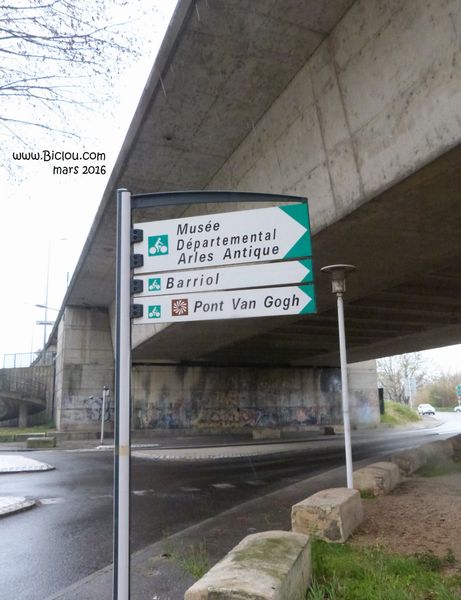 www.Biclou.com
mars 2016
Musée
Départemental
Arles Antique
Barriol
Pont Van Gogh